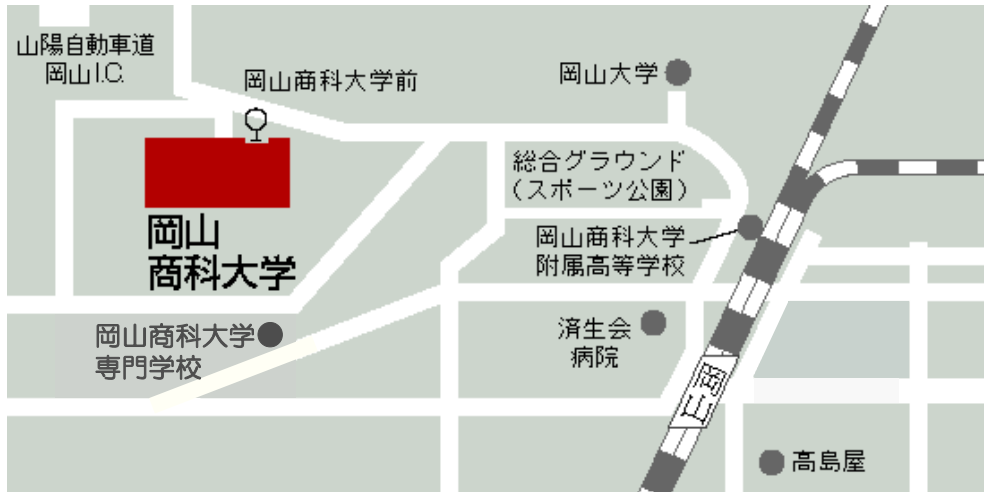 山陽自動車道
岡山I.C.
岡山商科大学前
岡山大学
総合グラウンド
（スポーツ公園）
岡山
商科大学
岡山商科大学
附属高等学校
岡山商科大学
専門学校
済生会
病院
岡山
高島屋